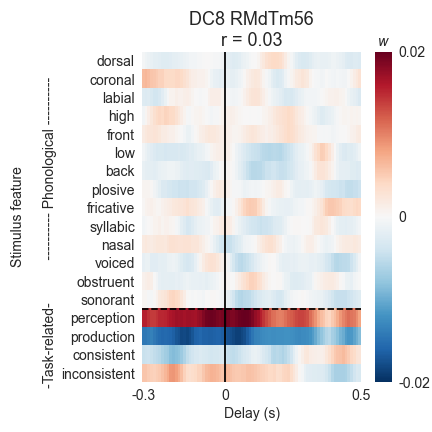 DC8 RMdTm56
r = 0.03
w
dorsal
coronal
labial
high
front
low
back
plosive
fricative
syllabic
nasal
voiced
obstruent
sonorant
perception
production
consistent
inconsistent
Stimulus feature
-Task-related- ----------- Phonological -----------
0.02
0
-0.02
-0.3 0 0.5
Delay (s)